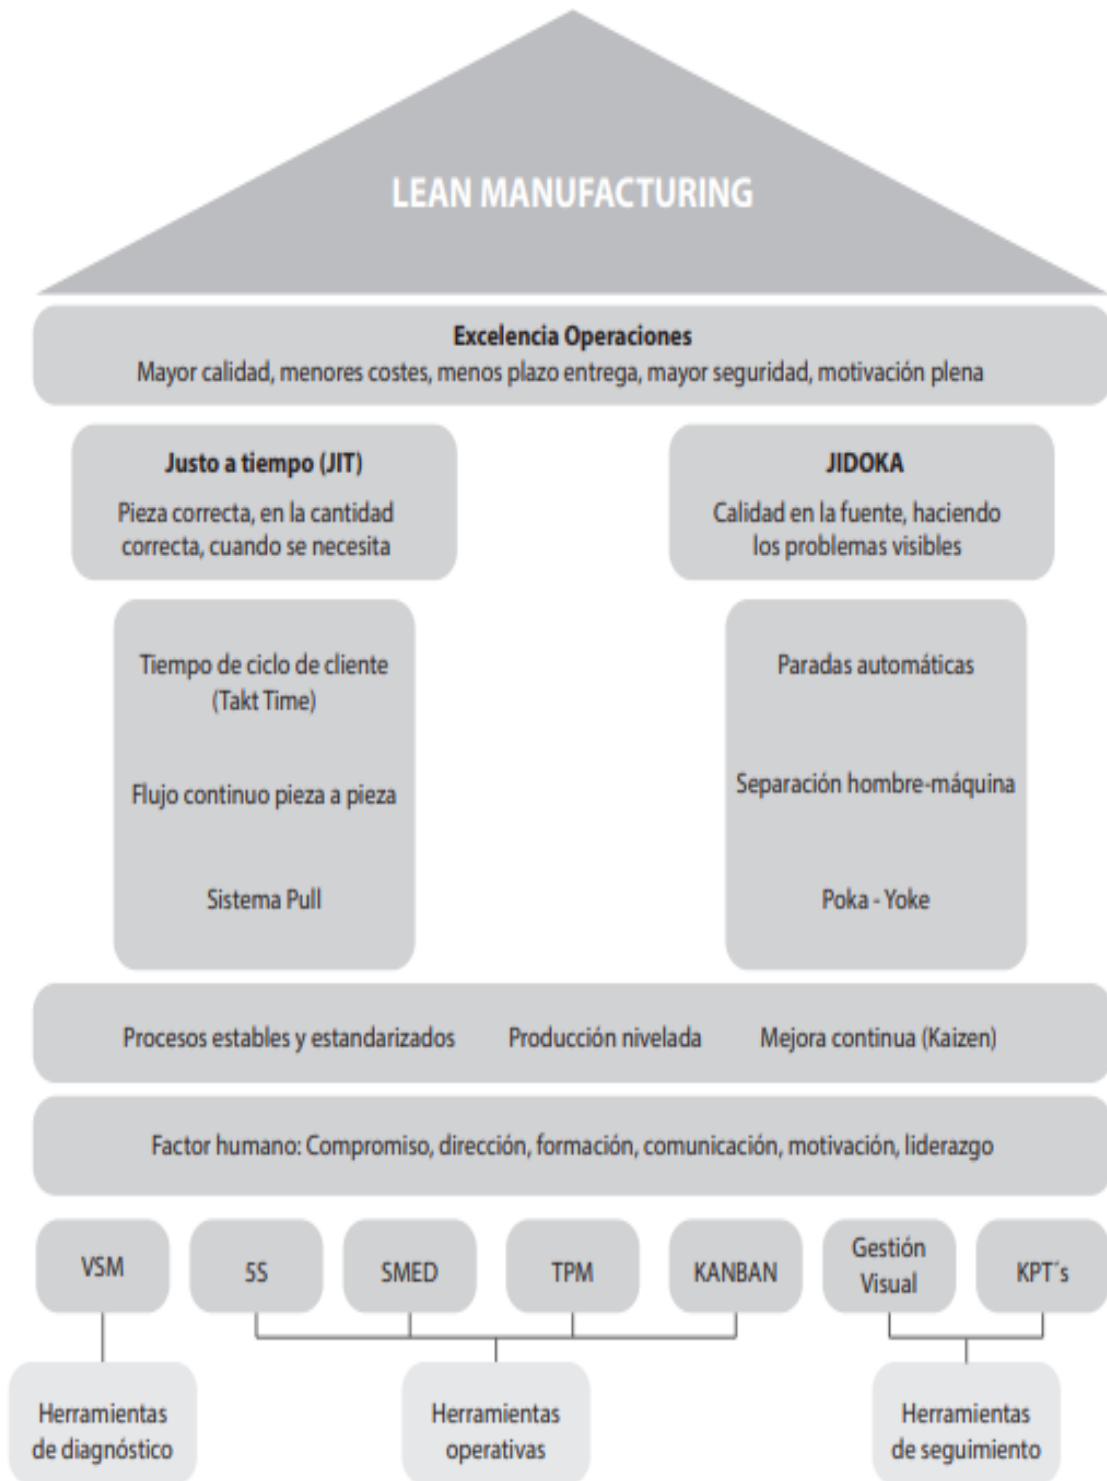 LEAN MANUFACTURING
Excelencia Operaciones
Mayor calidad, menores costes, menos plazo entrega, mayor seguridad, motivación plena
Justo a tiempo (JIT)
Pieza correcta, en la cantidad
correcta, cuando se necesita
JIDOKA
Calidad en la fuente, haciendo
los problemas visibles
Tiempo de ciclo de cliente
(Takt Time)
Flujo continuo pieza a pieza
Sistema Pull
Paradas automáticas
Separación hombre-máquina
Poka - Yoke
Procesos estables y estandarizados
Producción nivelada
Mejora continua (Kaizen)
Factor humano: Compromiso, dirección, formación, comunicación, motivación, liderazgo
VSM
5S
SMED
TPM
KANBAN
Gestión
Visual
KPT´s
Herramientas
de diagnóstico
Herramientas
operativas
Herramientas
de seguimiento